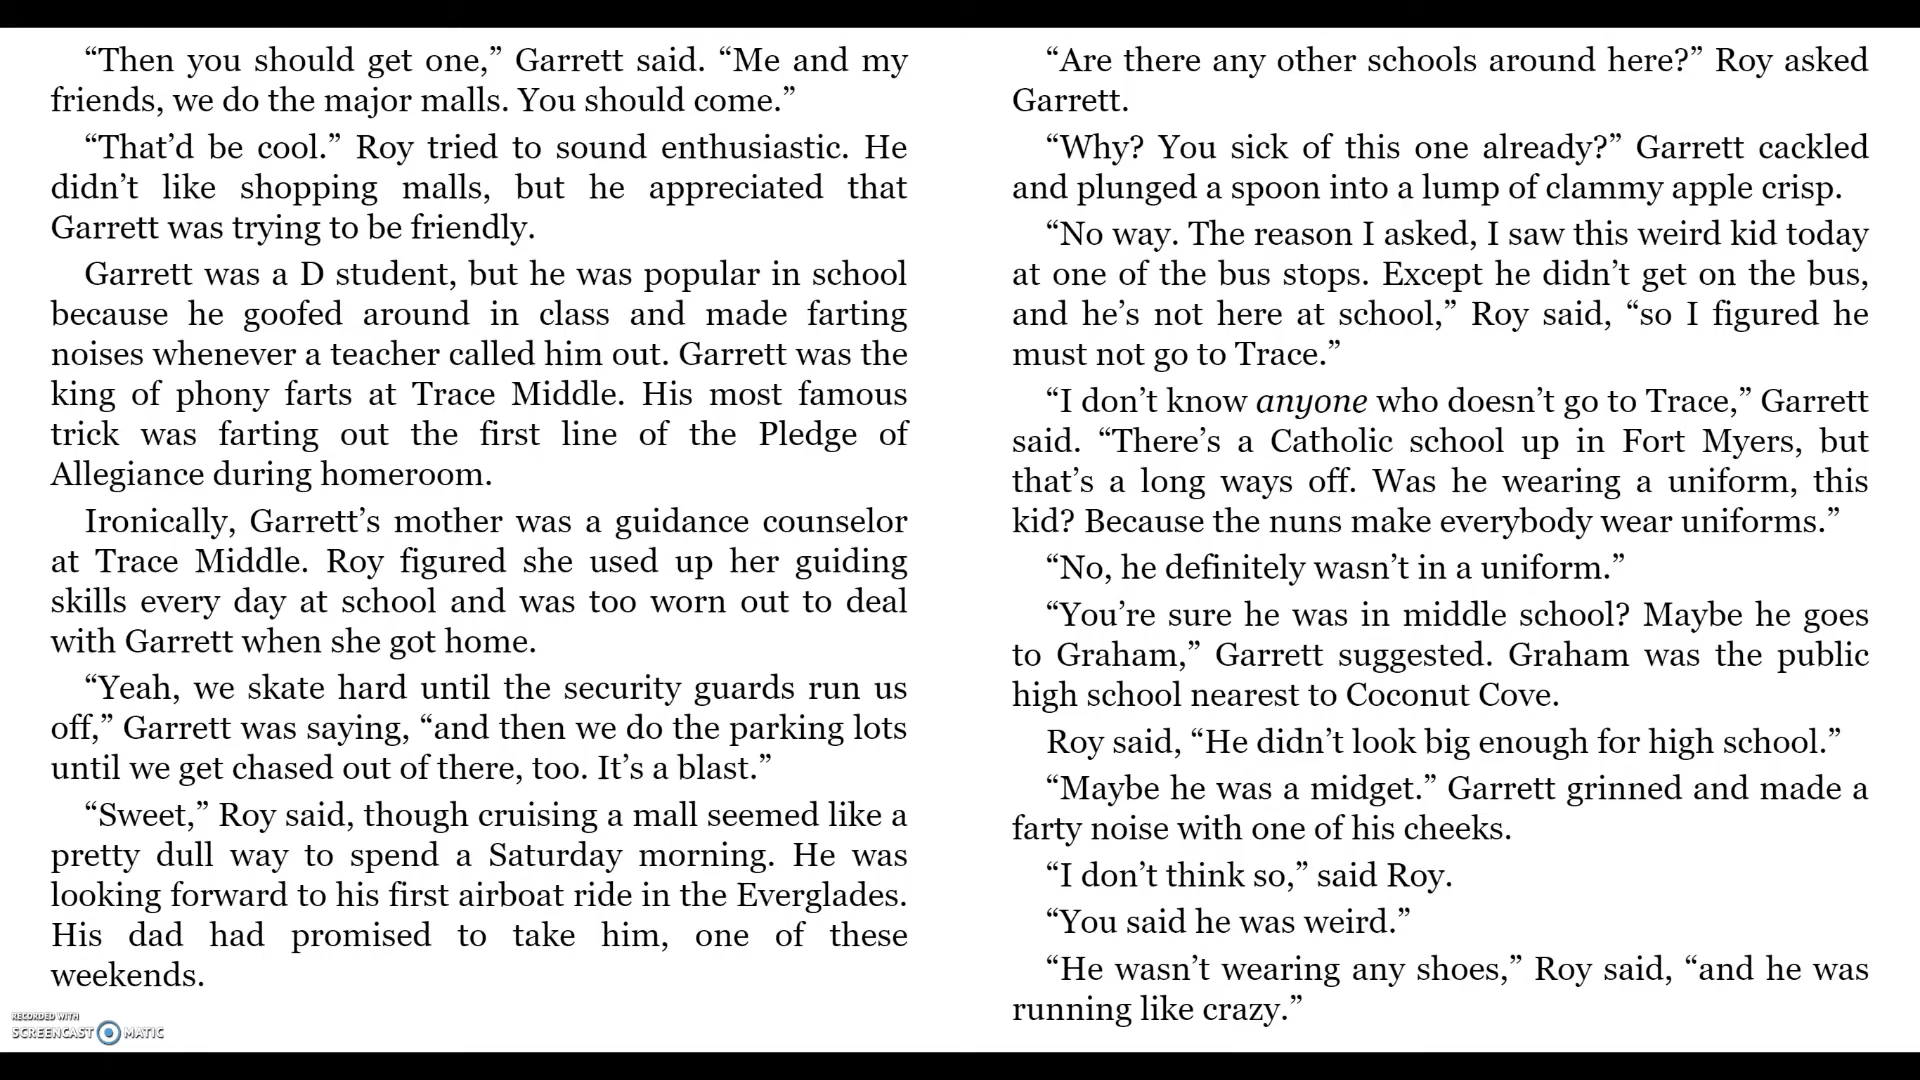 “Then you should get one,” Garrett said. “Me and my
friends, we do the major malls. You should come.”
“That’d be cool.” Roy tried to sound enthusiastic. He
didn’t like shopping malls, but he appreciated that
Garrett was trying to be friendly.
Garrett was a D student, but he was popular in school
because he goofed around in class and made farting
noises whenever a teacher called him out. Garrett was the
king of phony farts at Trace Middle. His most famous
trick was farting out the first line of the Pledge of
Allegiance during homeroom.
Ironically, Garrett’s mother was a guidance counselor
at Trace Middle. Roy figured she used up her guiding
skills every day at school and was too worn out to deal
with Garrett when she got home.
“Yeah, we skate hard until the security guards run us
off,” Garrett was saying, “and then we do the parking lots
until we get chased out of there, too. It’s a blast.”
“Sweet,” Roy said, though cruising a mall seemed like a
pretty dull way to spend a Saturday morning. He was
looking forward to his first airboat ride in the Everglades.
His dad had promised to take him, one of these
weekends.
“Are there any other schools around here?” Roy asked
Garrett.
“Why? You sick of this one already?” Garrett cackled
and plunged a spoon into a lump of clammy apple crisp.
“No way. The reason I asked, I saw this weird kid today
at one of the bus stops. Except he didn’t get on the bus,
and he’s not here at school,” Roy said, “so I figured he
must not go to Trace.”
“I don’t know anyone who doesn’t go to Trace,” Garrett
said. “There’s a Catholic school up in Fort Myers, but
that’s a long ways off. Was he wearing a uniform, this
kid? Because the nuns make everybody wear uniforms.”
“No, he definitely wasn’t in a uniform.”
“You’re sure he was in middle school? Maybe he goes
to Graham,” Garrett suggested. Graham was the public
high school nearest to Coconut Cove.
Roy said, “He didn’t look big enough for high school.”
“Maybe he was a midget.” Garrett grinned and made a
farty noise with one of his cheeks.
“I don’t think so,” said Roy.
“You said he was weird.”
“He wasn’t wearing any shoes,” Roy said, “and he was
running like crazy.”
RECORDED WITH
SCREENCAST MATIC